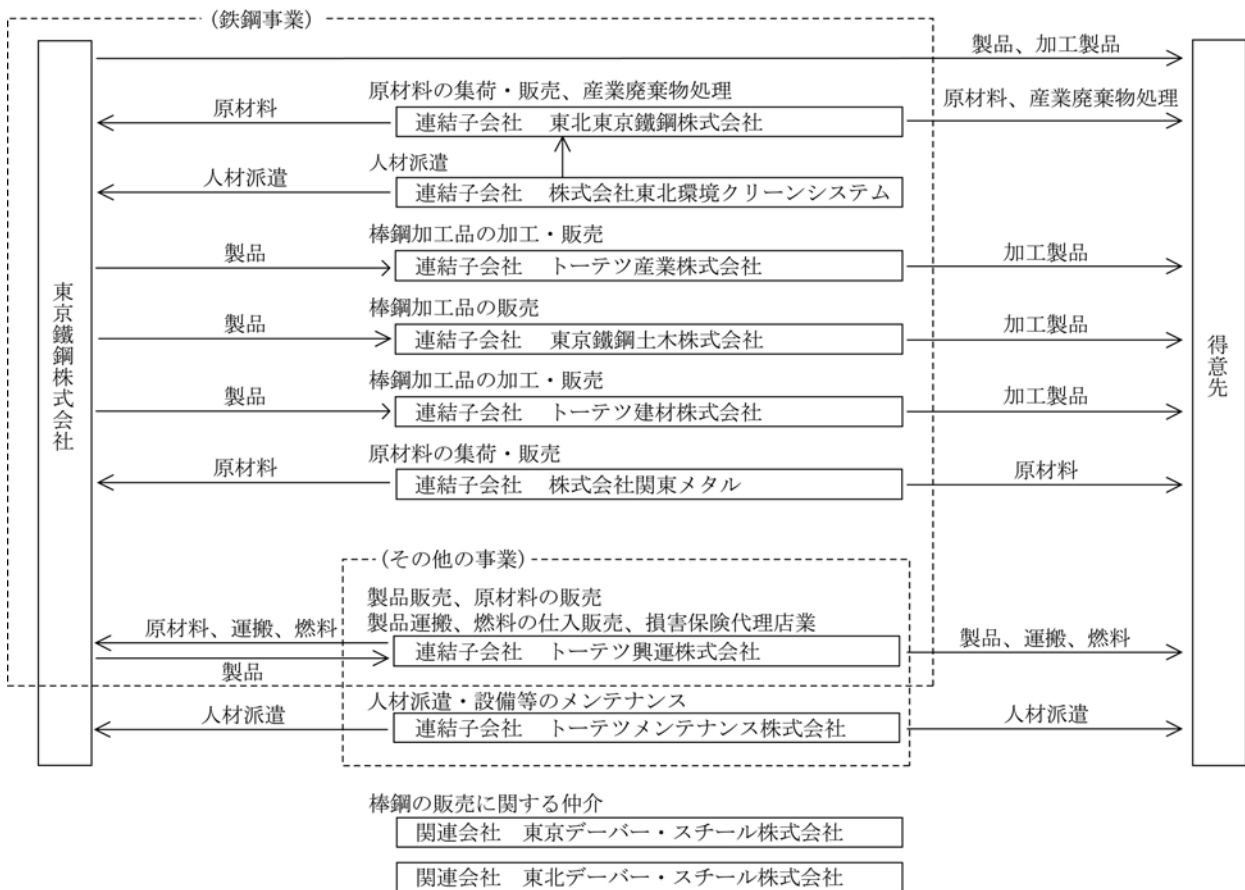 (鉄鋼事業)
製品、加工製品
原材料の集荷・販売、産業廃棄物処理
原材料
連結子会社 東北東京鐵鋼株式会社
原材料、産業廃棄物処理
人材派遣
人材派遣
連結子会社 株式会社東北環境クリーンシステム
棒鋼加工品の加工・販売
製品
連結子会社 トーテツ産業株式会社
加工製品
棒鋼加工品の販売
製品
連結子会社 東京鐵鋼土木株式会社
加工製品
棒鋼加工品の加工・販売
製品
連結子会社 トーテツ建材株式会社
加工製品
原材料の集荷・販売
原材料
連結子会社 株式会社関東メタル
原材料
東京鐵鋼株式会社
得意先
(その他の事業)
製品販売、原材料の販売
製品運搬、燃料の仕入販売、損害保険代理店業
原材料、運搬、燃料
連結子会社 トーテツ興運株式会社
製品、運搬、燃料
製品
人材派遣・設備等のメンテナンス
人材派遣
連結子会社 トーテツメンテナンス株式会社
人材派遣
棒鋼の販売に関する仲介
関連会社 東京デーバー・スチール株式会社
関連会社 東北デーバー・スチール株式会社